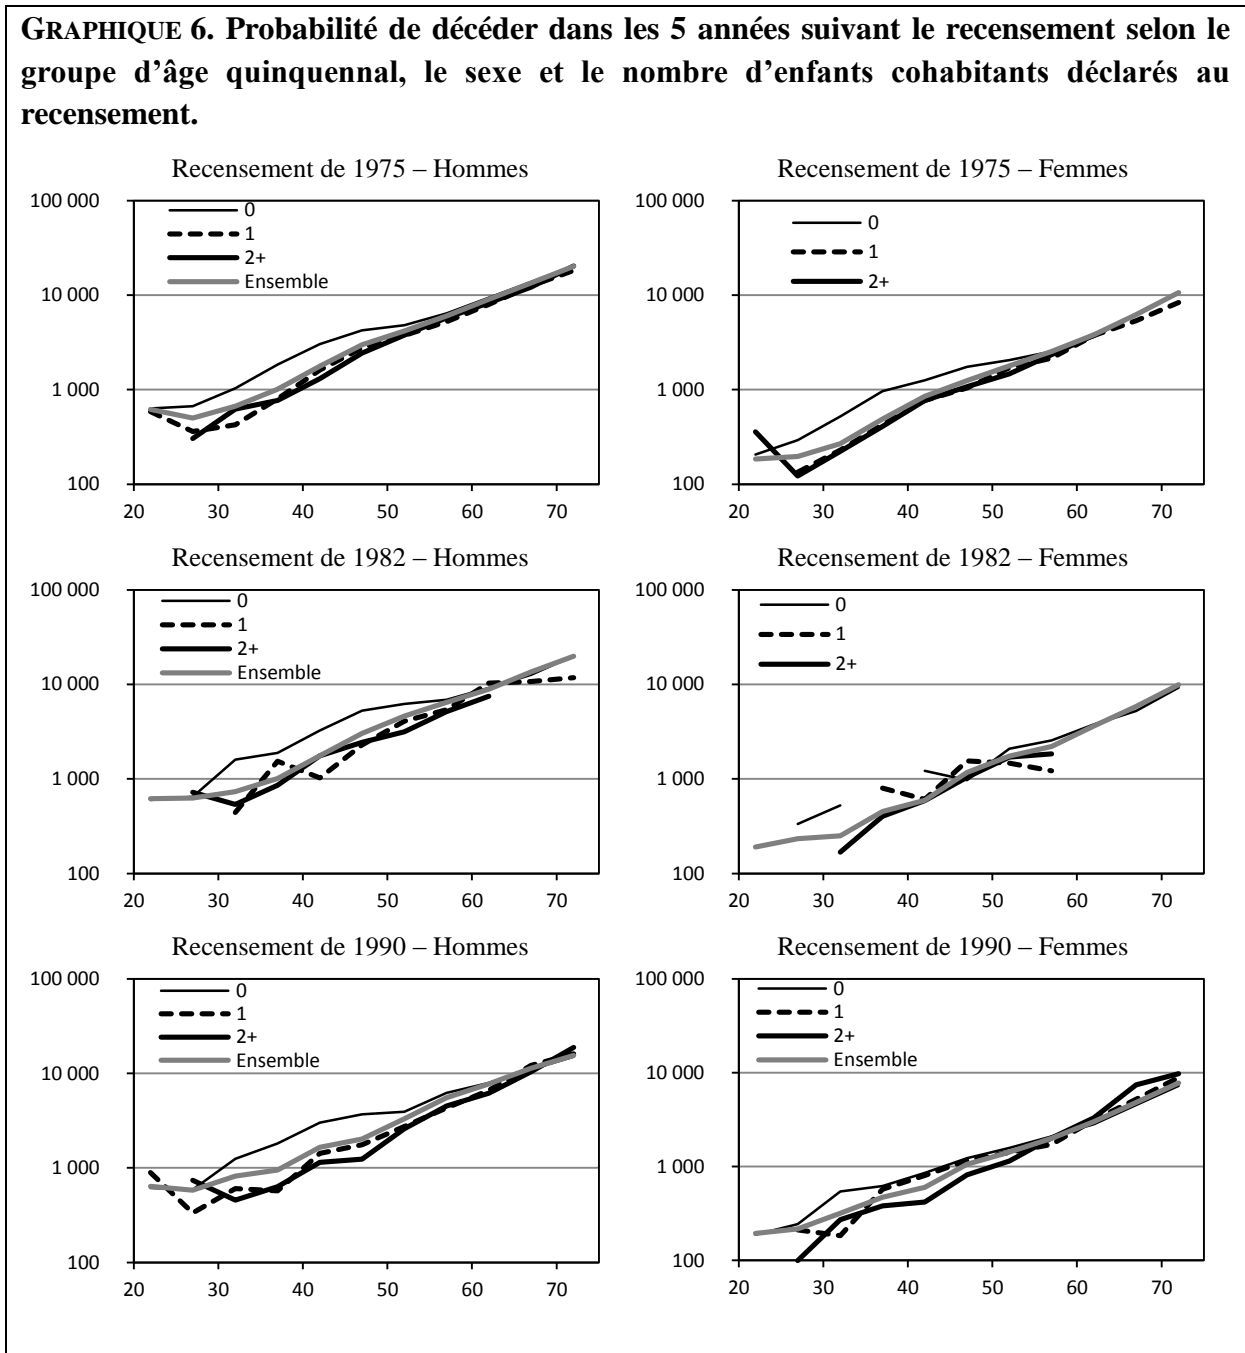 GRAPHIQUE 6. Probabilité de décéder dans les 5 années suivant le recensement selon le
groupe d’âge quinquennal, le sexe et le nombre d’enfants cohabitants déclarés au
recensement.
Recensement de 1975 – Hommes
100 000
10 000
1 000
100
0
1
2+
Ensemble
20 30 40 50 60 70
Recensement de 1975 – Femmes
100 000
10 000
1 000
100
0
1
2+
20 30 40 50 60 70
Recensement de 1982 – Hommes
100 000
10 000
1 000
100
0
1
2+
Ensemble
20 30 40 50 60 70
Recensement de 1982 – Femmes
100 000
10 000
1 000
100
0
1
2+
20 30 40 50 60 70
Recensement de 1990 – Hommes
100 000
10 000
1 000
100
0
1
2+
Ensemble
20 30 40 50 60 70
Recensement de 1990 – Femmes
100 000
10 000
1 000
100
0
1
2+
Ensemble
20 30 40 50 60 70